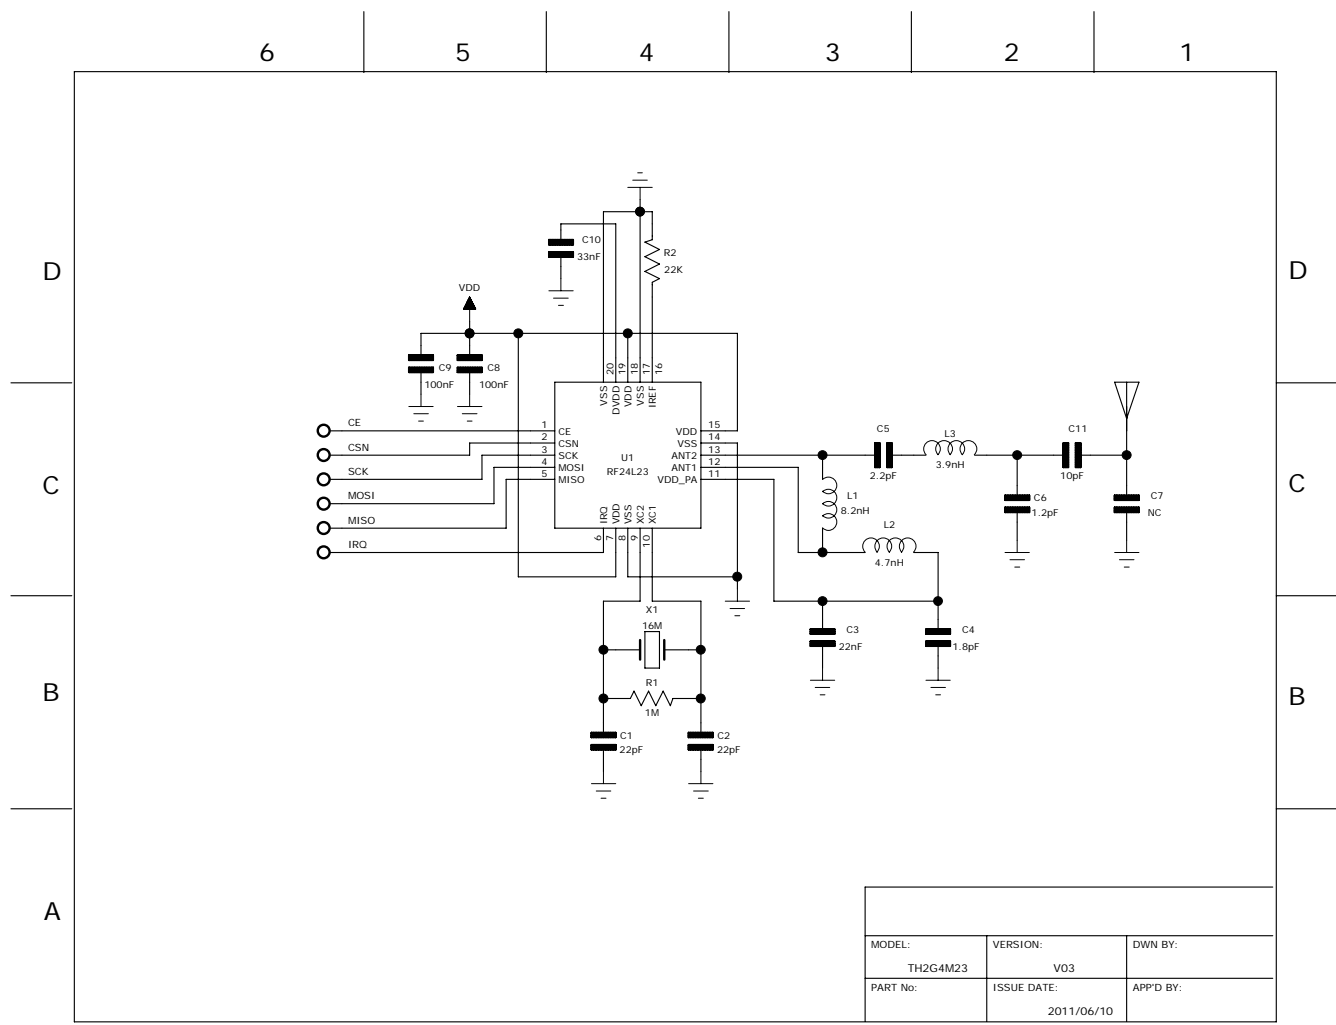 6 5 4 3 2 1
D
D
C
C
B
B
A
C10
33nF
R2
22K
VDD
C9
100nF
C8
100nF
20
19
18
17
16
VSS
DVDD
VDD
VSS
IREF
CE
CSN
SCK
MOSI
MISO
IRQ
1
2
3
4
5
CE
CSN
SCK
MOSI
MISO
U1
RF24L23
VDD
VSS
ANT2
ANT1
VDD_PA
15
14
13
12
11
IRQ
VDD
VSS
XC2
XC1
6
7
8
9
10
C5
2.2pF
L3
3.9nH
C11
10pF
L1
8.2nH
L2
4.7nH
C6
1.2pF
C7
NC
C3
22nF
C4
1.8pF
X1
16M
R1
1M
C1
22pF
C2
22pF
MODEL: VERSION: DWN BY:
TH2G4M23 V03
PART No: ISSUE DATE: APP'D BY:
2011/06/10